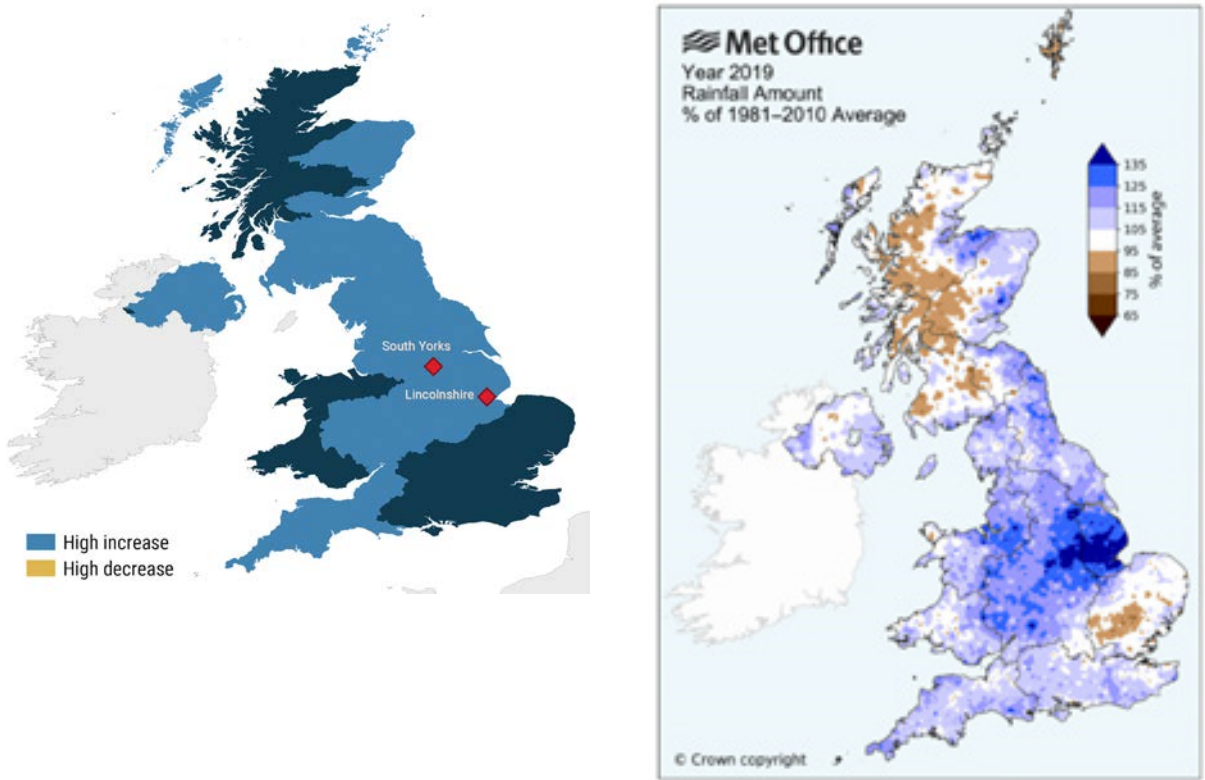 South Yorks
Lincolnshire
High increase
High decrease
Met Office
Year 2019
Rainfall Amount
% of 1981–2010 Average
135
125
115
105
95
85
75
65
% of average
© Crown copyright